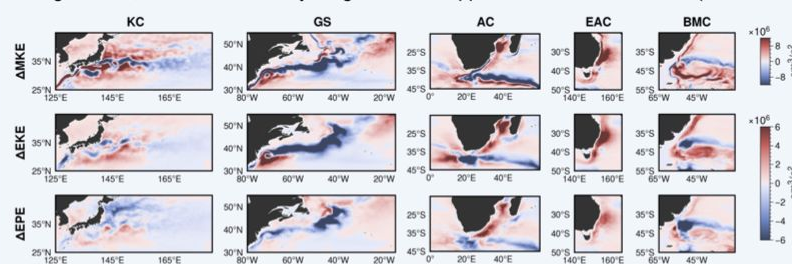 KC GS AC EAC BMC
ΔMKE
35°N
25°N
125°E 145°E 165°E
50°N
40°N
30°N
80°W 60°W 40°W 20°W
25°S
35°S
45°S
0° 20°E 40°E
30°S
40°S
50°S
140°E 160°E
35°S
45°S
55°S
65°W 45°W
×10⁶
8
0
-8
ΔEKE
35°N
25°N
125°E 145°E 165°E
50°N
40°N
30°N
80°W 60°W 40°W 20°W
25°S
35°S
45°S
0° 20°E 40°E
30°S
40°S
50°S
140°E 160°E
35°S
45°S
55°S
65°W 45°W
×10⁶
6
4
2
0
-2
-4
-6
ΔEPE
35°N
25°N
125°E 145°E 165°E
50°N
40°N
30°N
80°W 60°W 40°W 20°W
25°S
35°S
45°S
0° 20°E 40°E
30°S
40°S
50°S
140°E 160°E
35°S
45°S
55°S
65°W 45°W